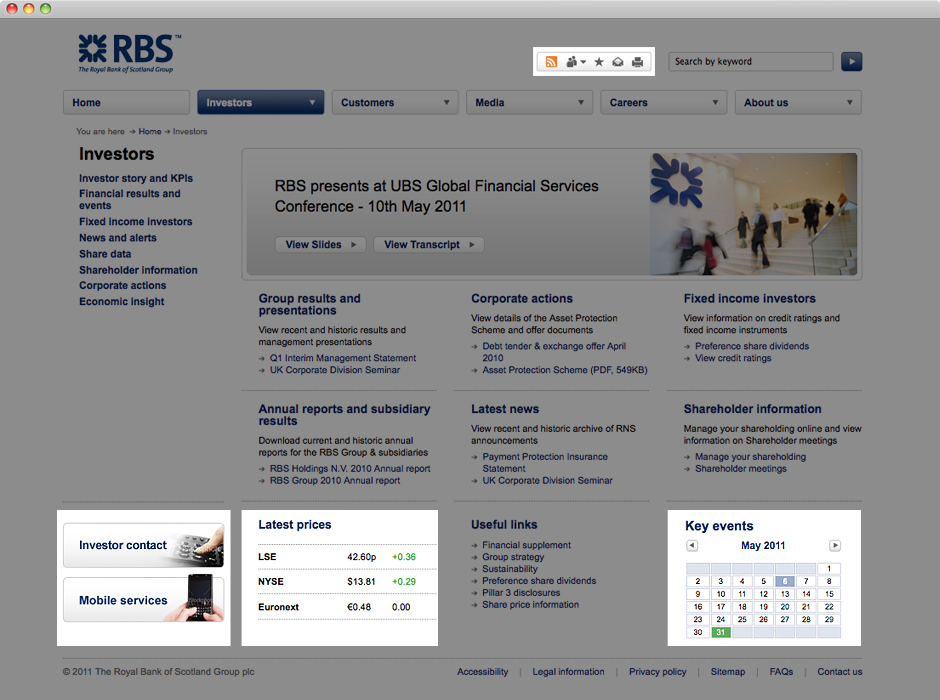 RBS™
The Royal Bank of Scotland Group
Search by keyword
Home
Investors
Customers
Media
Careers
About us
You are here → Home → Investors
Investors
Investor story and KPIs
Financial results and
events
Fixed income investors
News and alerts
Share data
Shareholder information
Corporate actions
Economic insight
RBS presents at UBS Global Financial Services
Conference - 10th May 2011
View Slides
View Transcript
Group results and
presentations
View recent and historic results and
management presentations
→ Q1 Interim Management Statement
→ UK Corporate Division Seminar
Corporate actions
View details of the Asset Protection
Scheme and offer documents
→ Debt tender & exchange offer April
2010
→ Asset Protection Scheme (PDF, 549KB)
Fixed income investors
View information on credit ratings and
fixed income instruments
→ Preference share dividends
→ View credit ratings
Annual reports and subsidiary
results
Download current and historic annual
reports for the RBS Group & subsidiaries
→ RBS Holdings N.V. 2010 Annual report
→ RBS Group 2010 Annual report
Latest news
View recent and historic archive of RNS
announcements
→ Payment Protection Insurance
Statement
→ UK Corporate Division Seminar
Shareholder information
Manage your shareholding online and view
information on Shareholder meetings
→ Manage your shareholding
→ Shareholder meetings
Investor contact
Mobile services
Latest prices
LSE 42.60p +0.36
NYSE $13.81 +0.29
Euronext €0.48 0.00
Useful links
→ Financial supplement
→ Group strategy
→ Sustainability
→ Preference share dividends
→ Pillar 3 disclosures
→ Share price information
Key events
May 2011
1
2 3 4 5 6 7 8
9 10 11 12 13 14 15
16 17 18 19 20 21 22
23 24 25 26 27 28 29
30 31
© 2011 The Royal Bank of Scotland Group plc
Accessibility | Legal information | Privacy policy | Sitemap | FAQs | Contact us